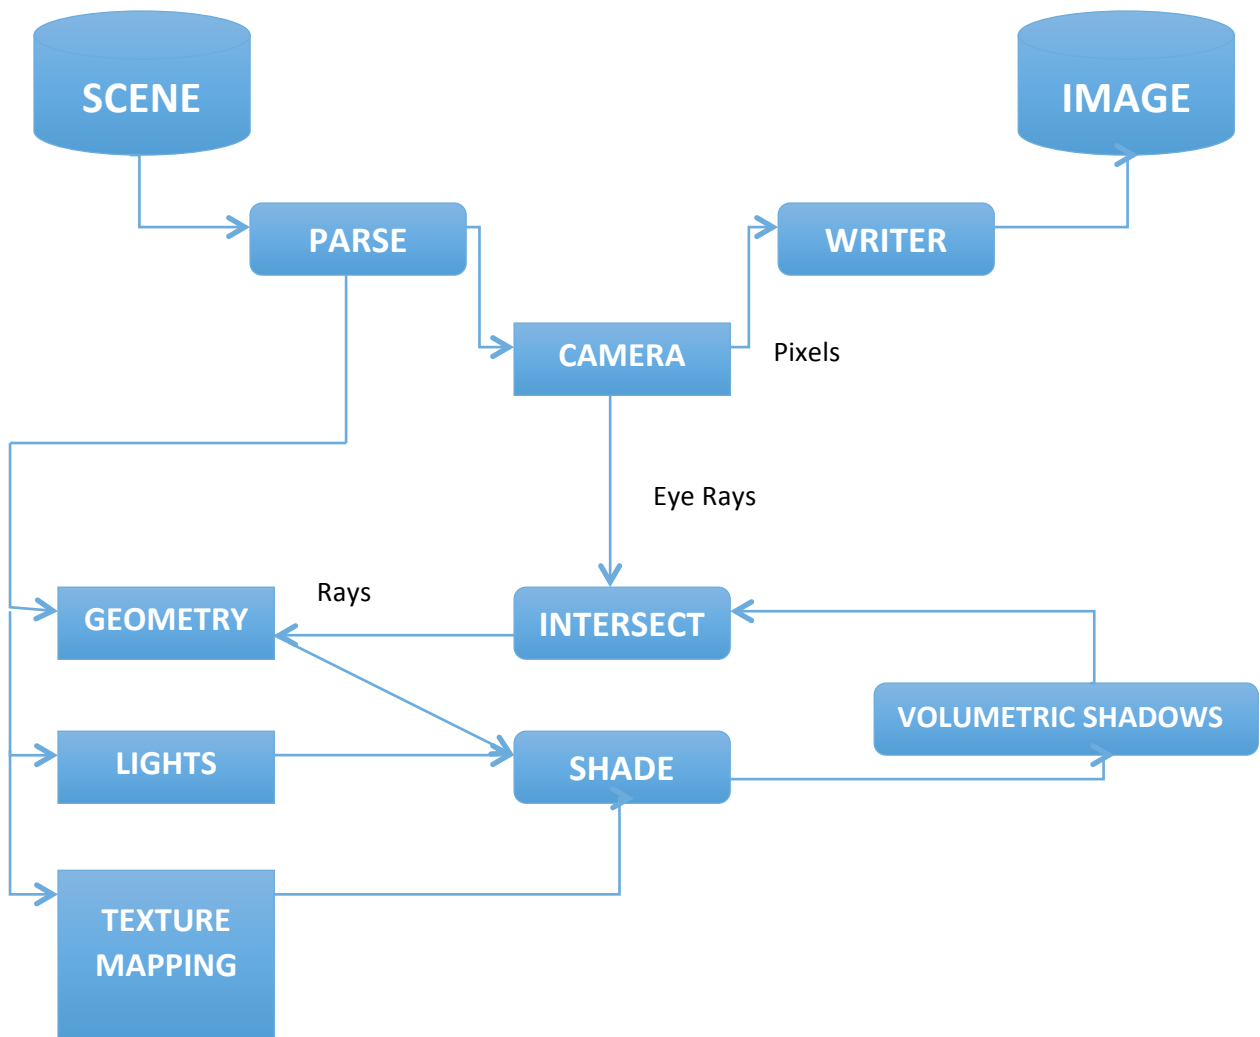 SCENE
IMAGE
PARSE
WRITER
CAMERA
Pixels
Eye Rays
Rays
GEOMETRY
INTERSECT
VOLUMETRIC SHADOWS
LIGHTS
SHADE
TEXTURE
MAPPING